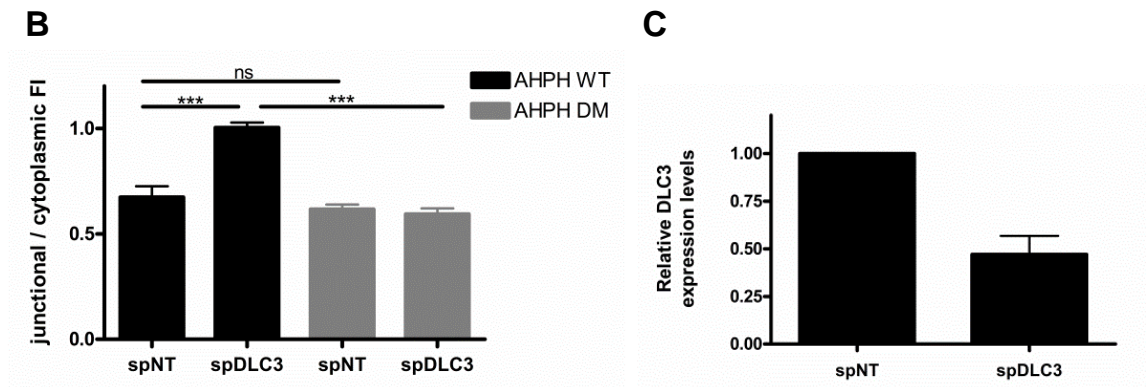 B
ns
***
***
AHPH WT
AHPH DM
junctional / cytoplasmic FI
1.0
0.5
0.0
spNT
spDLC3
spNT
spDLC3
C
Relative DLC3
expression levels
1.00
0.75
0.50
0.25
0.00
spNT
spDLC3